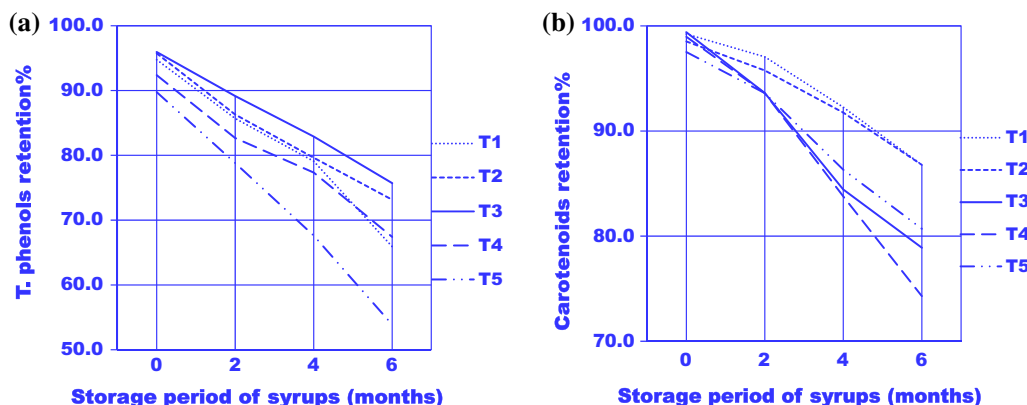 (a)
T. phenols retention%
100.0
90.0
80.0
70.0
60.0
50.0
0 2 4 6
Storage period of syrups (months)
T1
T2
T3
T4
T5
(b)
Carotenoids retention%
100.0
90.0
80.0
70.0
0 2 4 6
Storage period of syrups (months)
T1
T2
T3
T4
T5